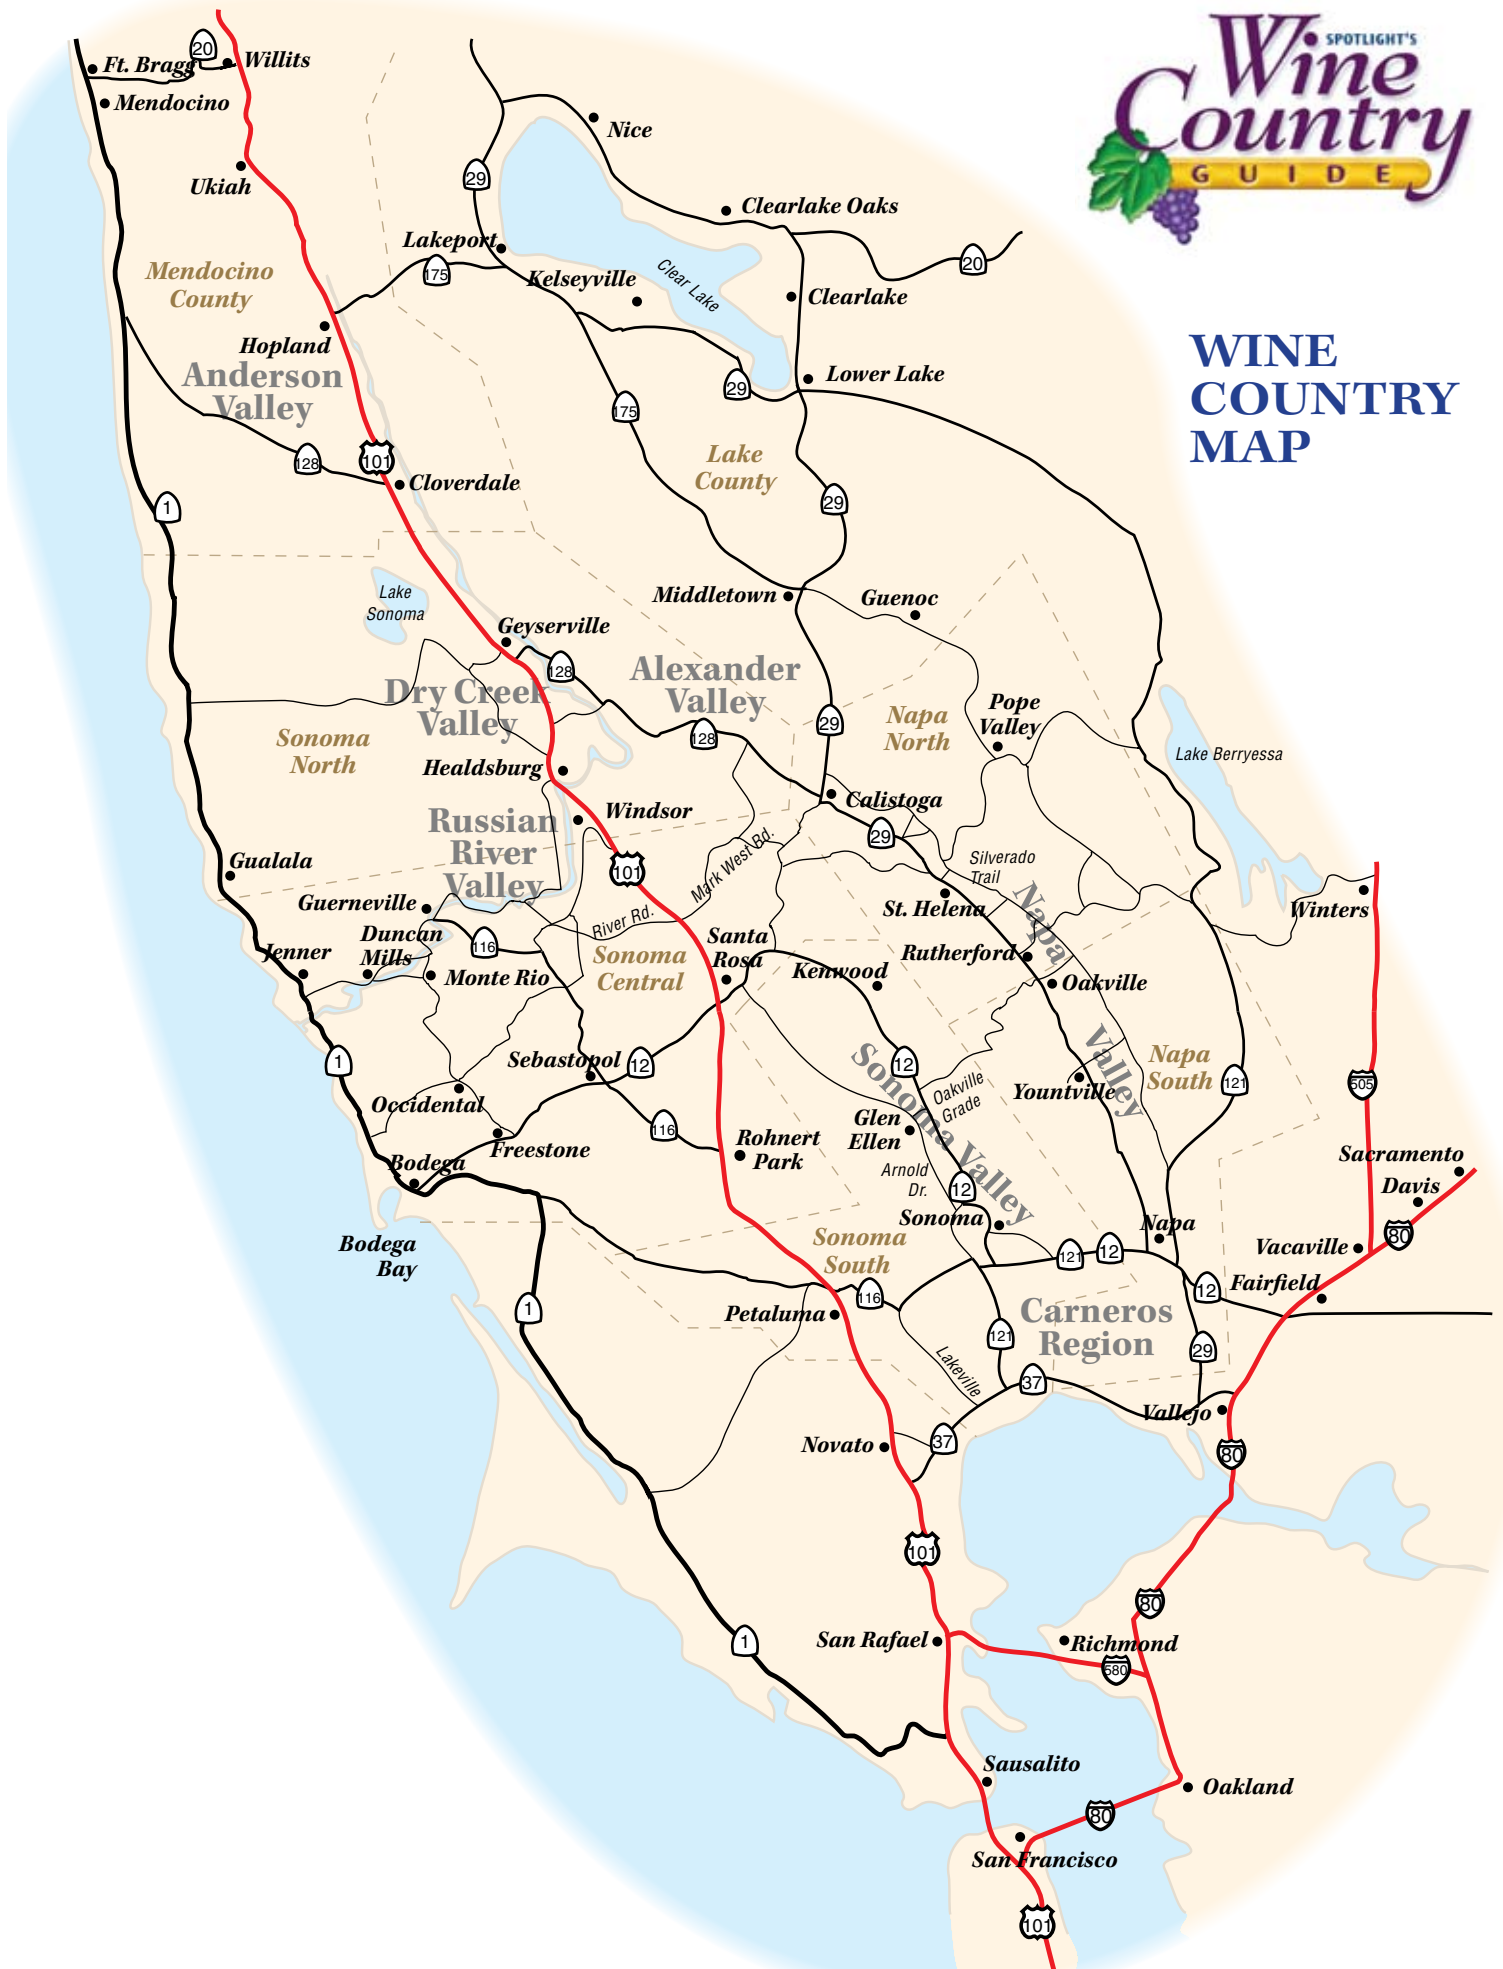 SPOTLIGHT'S
Wine
Country
GUIDE
WINE
COUNTRY
MAP
20
Ft. Bragg
Willits
Mendocino
Nice
Ukiah
29
Clearlake Oaks
Lakeport
175
Kelseyville
Clear Lake
20
Mendocino
County
Clearlake
Hopland
Anderson
Valley
29
Lower Lake
175
128
101
Cloverdale
Lake
County
1
29
Lake
Sonoma
Middletown
Guenoc
Geyserville
128
Alexander
Valley
Dry Creek
Valley
128
29
Napa
North
Pope
Valley
Sonoma
North
Lake Berryessa
Healdsburg
Calistoga
Windsor
29
Russian
River
Valley
Mark West Rd.
Silverado
Trail
Gualala
101
Guerneville
River Rd.
St. Helena
Napa
Valley
Winters
Duncan
Mills
116
Jenner
Monte Rio
Sonoma
Central
Santa
Rosa
Kenwood
Rutherford
Oakville
1
Sebastopol
12
12
Sonoma Valley
Oakville
Grade
Yountville
Napa
South
121
505
Occidental
116
Glen
Ellen
Freestone
Rohnert
Park
Arnold
Dr.
12
Sacramento
Davis
Bodega
Sonoma
Napa
Bodega
Bay
Sonoma
South
121
12
Vacaville
80
1
Petaluma
116
12
Fairfield
Carneros
Region
121
29
Lakeville
37
Vallejo
Novato
37
80
101
80
1
San Rafael
Richmond
580
Sausalito
Oakland
80
San Francisco
101